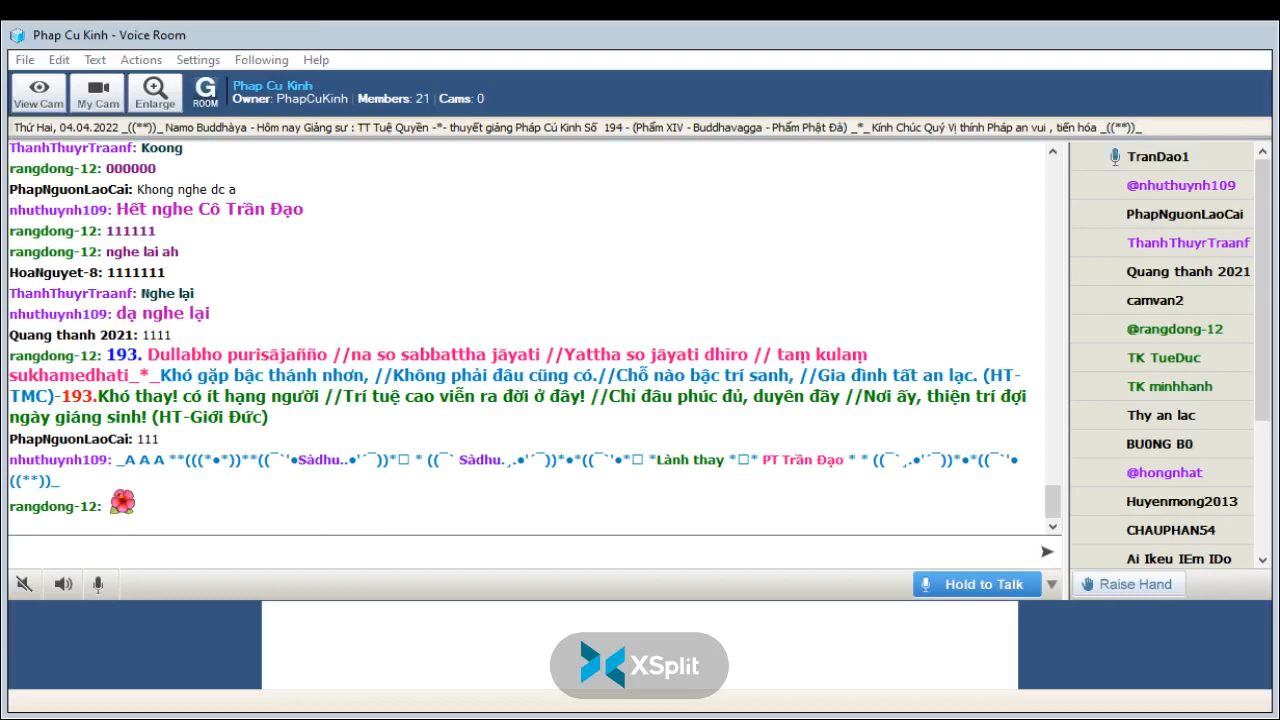 Phap Cu Kinh - Voice Room
File Edit Text Actions Settings Following Help
View Cam My Cam Enlarge G ROOM
Phap Cu Kinh
Owner: PhapCuKinh | Members: 21 | Cams: 0
Thứ Hai, 04.04.2022 _((**))_ Namo Buddhàya - Hôm nay Giảng sư : TT Tuệ Quyền -*- thuyết giảng Pháp Cú Kinh Số 194 - (Phẩm XIV - Buddhavagga - Phẩm Phật Đà) _*_ Kính Chúc Quý Vị thính Pháp an vui , tiến hóa _((**))_
ThanhThuyrTraanf: Koong
rangdong-12: 000000
PhapNguonLaoCai: Khong nghe dc a
nhuthuynh109: Hết nghe Cô Trần Đạo
rangdong-12: 111111
rangdong-12: nghe lai ah
HoaNguyet-8: 1111111
ThanhThuyrTraanf: Nghe lại
nhuthuynh109: dạ nghe lại
Quang thanh 2021: 1111
rangdong-12: 193. Dullabho purisājañño //na so sabbattha jāyati //Yattha so jāyati dhīro // taṃ kulaṃ
sukhamedhati_*_Khó gặp bậc thánh nhơn, //Không phải đâu cũng có.//Chỗ nào bậc trí sanh, //Gia đình tất an lạc. (HT-
TMC)-193.Khó thay! có ít hạng người //Trí tuệ cao viễn ra đời ở đây! //Chỉ đâu phúc đủ, duyên đầy //Nơi ấy, thiện trí đợi
ngày giáng sinh! (HT-Giới Đức)
PhapNguonLaoCai: 111
nhuthuynh109: _A A A **(((•*))**((¯`'•Sàdhu..•'´¯))*□ * ((¯` Sàdhu.¸.•'´¯))*•*((¯`'•*□ *Lành thay *□* PT Trần Đạo * * ((¯`¸.•'´¯))*•*((¯`'•
((**))_
rangdong-12:
TranDao1
@nhuthuynh109
PhapNguonLaoCai
ThanhThuyrTraanf
Quang thanh 2021
camvan2
@rangdong-12
TK TueDuc
TK minhhanh
Thy an lac
BU0NG B0
@hongnhat
Huyenmong2013
CHAUPHAN54
Ai Ikeu IEm IDo
Hold to Talk
Raise Hand
XSplit